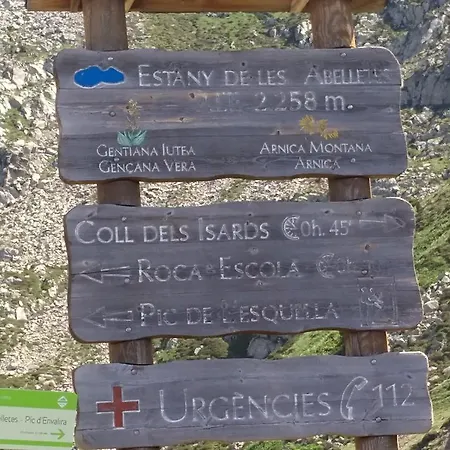 ESTANY DE LES ABELLETES
2.258 m.
GENTIANA LUTEA
GENÇANA VERA
ARNICA MONTANA
ARNICA
COLL DELS ISARDS 0h. 45'
ROCA ESCOLA
PIC DE L'ESQUELLA
lletes - Pic d'Envalira
URGÈNCIES 112